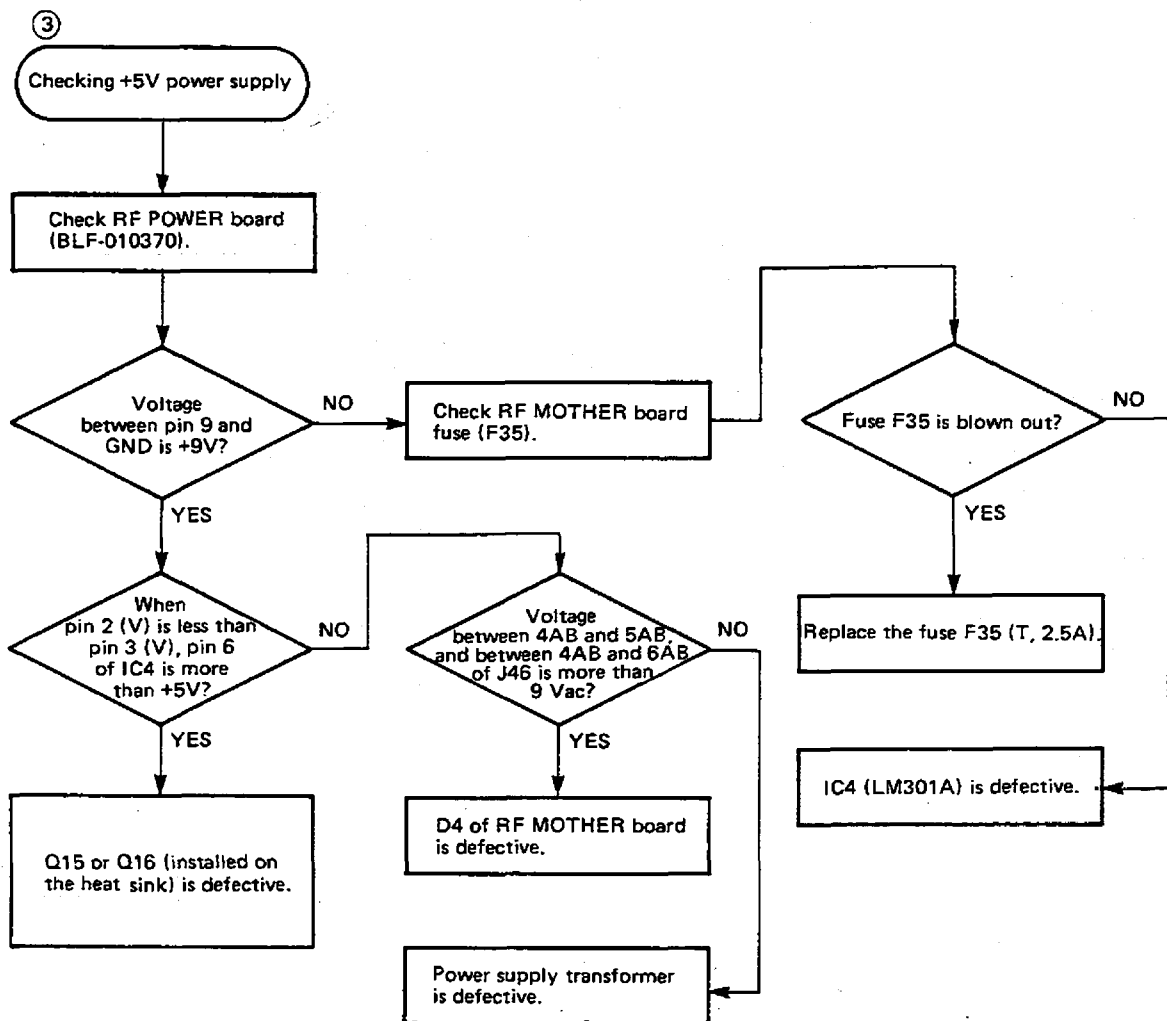 3
Checking +5V power supply
Check RF POWER board
(BLF-010370).
Voltage
between pin 9 and
GND is +9V?
NO
YES
Check RF MOTHER board
fuse (F35).
Fuse F35 is blown out?
NO
YES
Replace the fuse F35 (T, 2.5A).
IC4 (LM301A) is defective.
When
pin 2 (V) is less than
pin 3 (V), pin 6
of IC4 is more
than +5V?
NO
YES
Q15 or Q16 (installed on
the heat sink) is defective.
Voltage
between 4AB and 5AB,
and between 4AB and 6AB
of J46 is more than
9 Vac?
NO
YES
D4 of RF MOTHER board
is defective.
Power supply transformer
is defective.